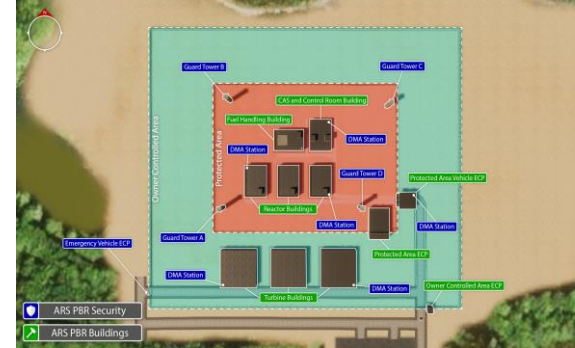 N
Guard Tower B
Guard Tower C
CAS and Control Room Building
Fuel Handling Building
DMA Station
DMA Station
Owner Controlled Area
Protected Area
Guard Tower D
Protected Area Vehicle ECP
Reactor Buildings
DMA Station
DMA Station
Guard Tower A
Emergency Vehicle ECP
Protected Area ECP
DMA Station
DMA Station
Owner Controlled Area ECP
Turbine Buildings
ARS PBR Security
ARS PBR Buildings